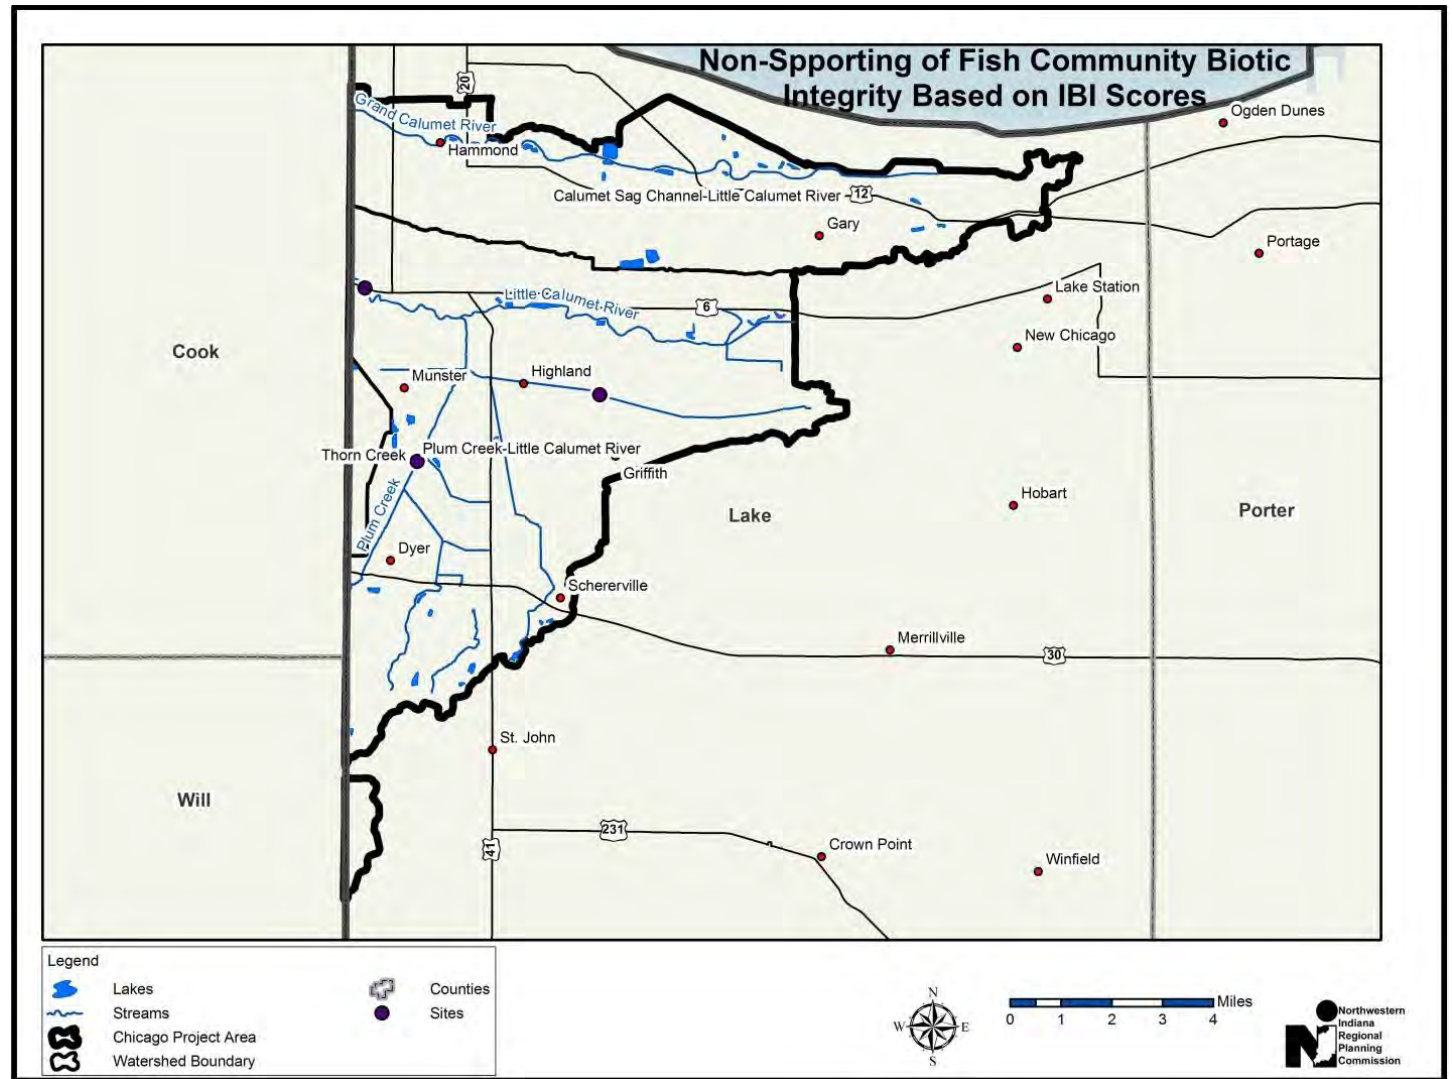 Non-Spporting of Fish Community Biotic
Integrity Based on IBI Scores
20
Ogden Dunes
Grand Calumet River
Hammond
Calumet Sag Channel-Little Calumet River
12
Gary
Portage
Lake Station
Little Calumet River
6
New Chicago
Cook
Munster
Highland
Thorn Creek
Plum Creek-Little Calumet River
Griffith
Plum Creek
Hobart
Lake
Porter
Dyer
Schererville
Merrillville
30
St. John
Will
231
41
Crown Point
Winfield
Legend
Lakes
Counties
Streams
Sites
Chicago Project Area
Watershed Boundary
N
W
E
S
Miles
0 1 2 3 4
Northwestern
Indiana
Regional
Planning
Commission